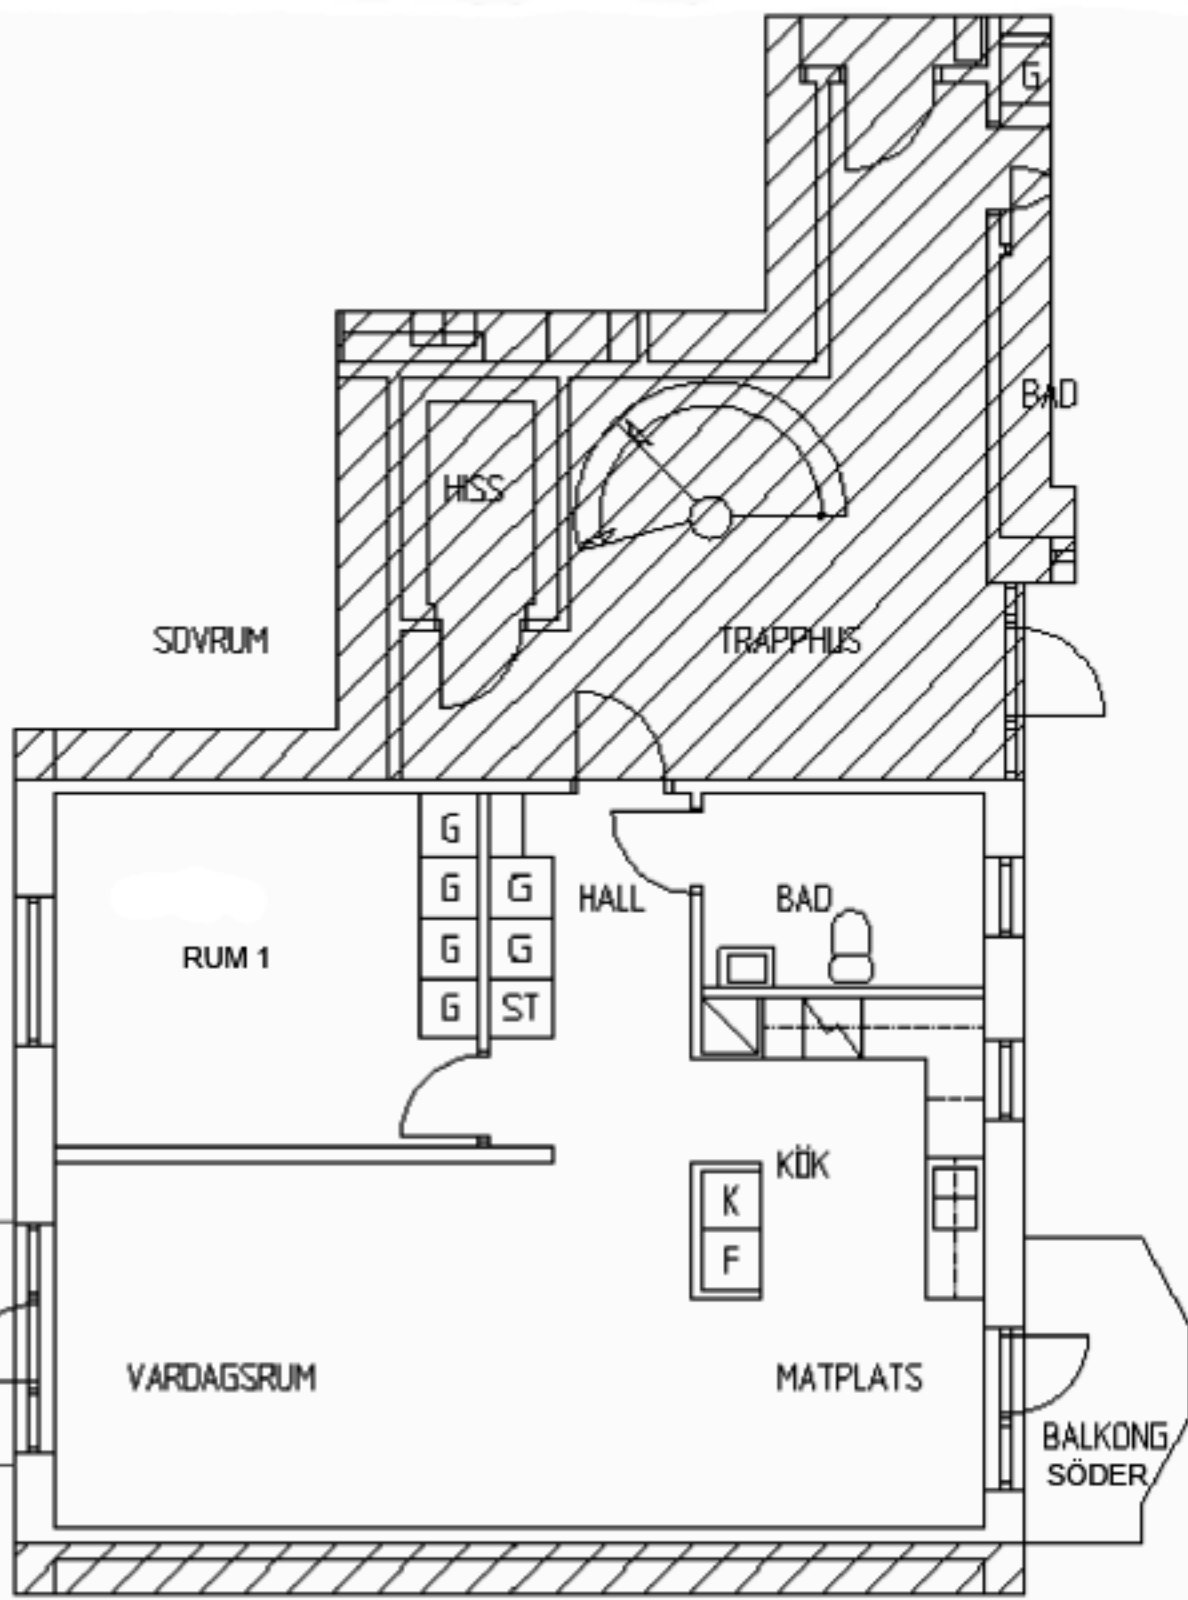 G
BAD
HISS
SOVRUM
TRAPPHUS
G
G
G
HALL
BAD
G
G
RUM 1
G
ST
KÖK
K
F
VARDAGSRUM
MATPLATS
BALKONG
SÖDER